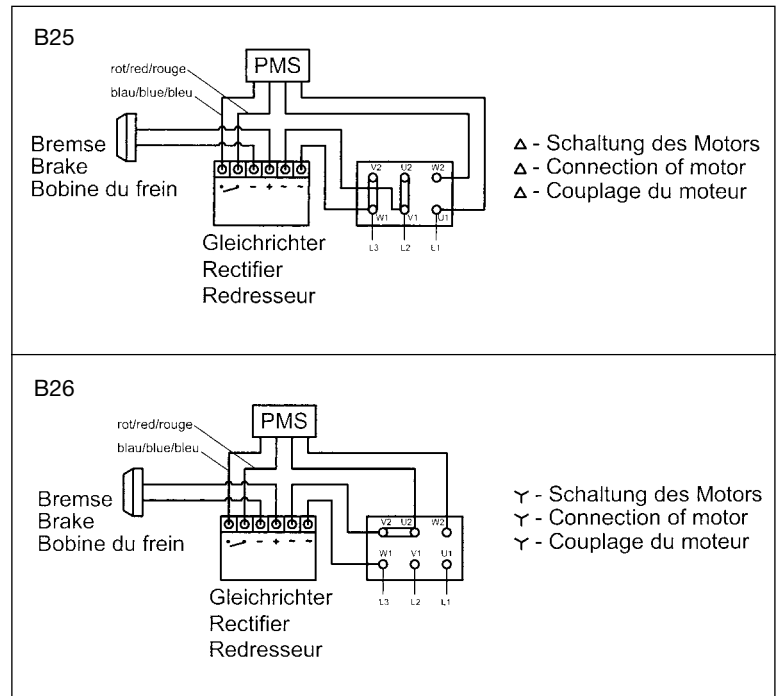 B25
PMS
rot/red/rouge
blau/blue/bleu
Bremse
Brake
Bobine du frein
- + ~ ~
V2 U2 W2
W1 V1 U1
L3 L2 L1
Gleichrichter
Rectifier
Redresseur
Δ - Schaltung des Motors
Δ - Connection of motor
Δ - Couplage du moteur
B26
PMS
rot/red/rouge
blau/blue/bleu
Bremse
Brake
Bobine du frein
- + ~ ~
V2 U2 W2
W1 V1 U1
L3 L2 L1
Gleichrichter
Rectifier
Redresseur
Y - Schaltung des Motors
Y - Connection of motor
Y - Couplage du moteur